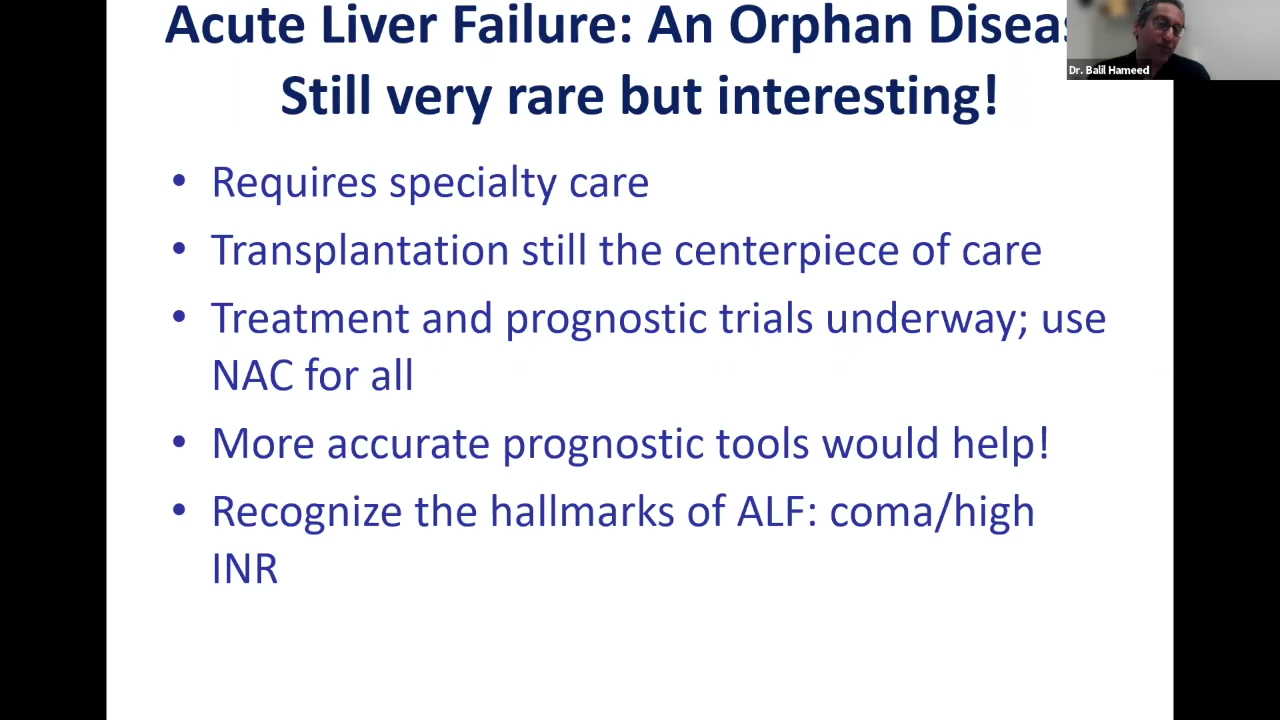 Acute Liver Failure: An Orphan Diseas
Dr. Balil Hameed
Still very rare but interesting!
• Requires specialty care
• Transplantation still the centerpiece of care
• Treatment and prognostic trials underway; use
NAC for all
• More accurate prognostic tools would help!
• Recognize the hallmarks of ALF: coma/high
INR